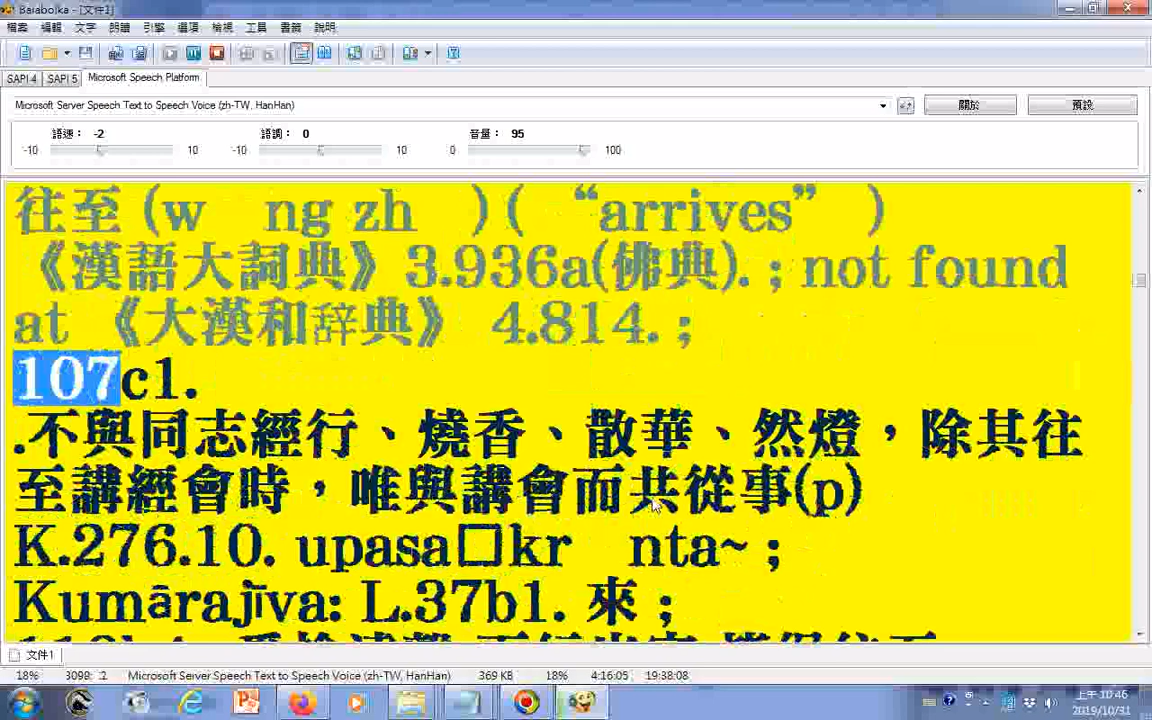 Balabolka - [文件1]
檔案 編輯 文字 朗讀 引擎 選項 檢視 工具 書籤 說明
SAPI 4 SAPI 5 Microsoft Speech Platform
Microsoft Server Speech Text to Speech Voice (zh-TW, HanHan) 關於 預設
語速： -2 語調： 0 音量： 95
-10 10 -10 10 0 100
往至 (w ng zh )( “arrives” )
《漢語大詞典》 3.936a(佛典). ; not found
at 《大漢和辞典》 4.814. ;
107c1.
.不與同志經行、燒香、散華、然燈，除其往
至講經會時，唯與講會而共從事(p)
K.276.10. upasa□kr nta~ ;
Kumārajīva: L.37b1. 來 ;
文件1
18% 3098: 2 Microsoft Server Speech Text to Speech Voice (zh-TW, HanHan) 369 KB 18% 4:16:05 19:38:08
上午 10:46
2019/10/31